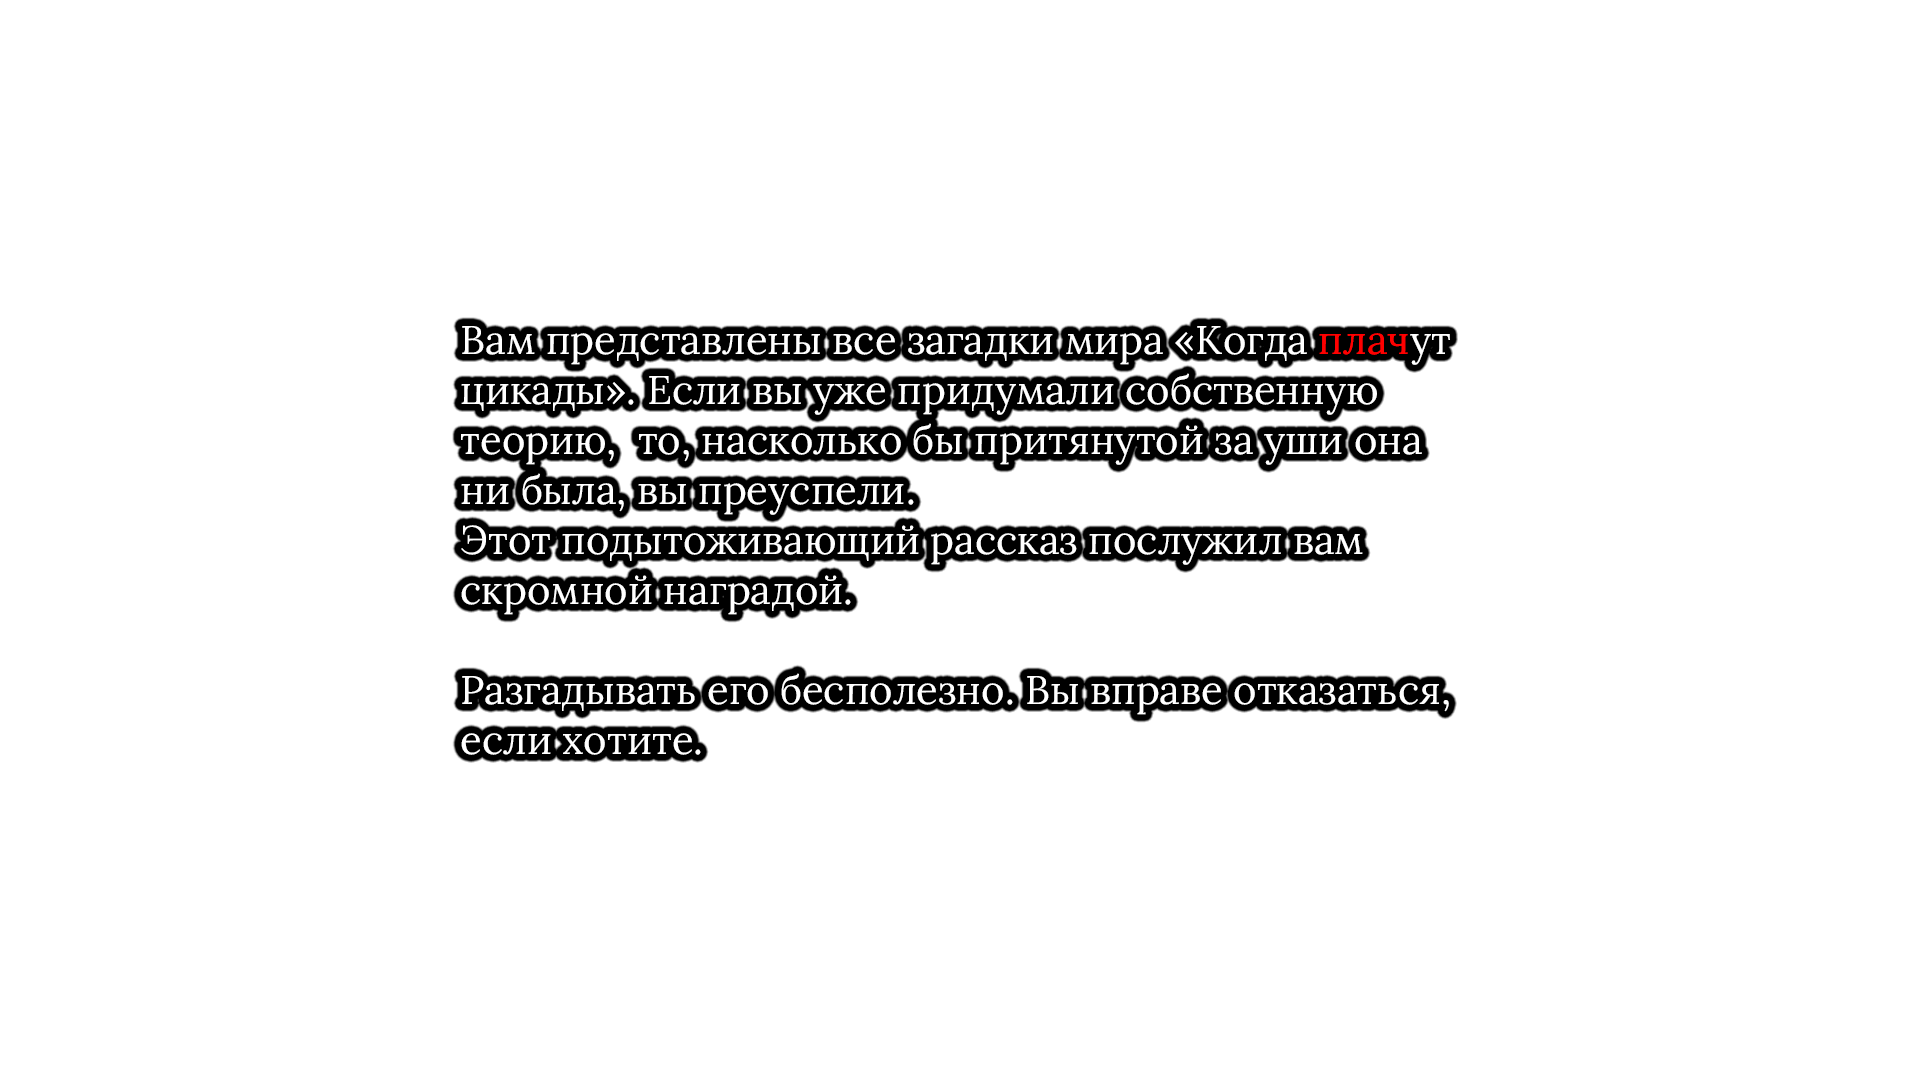 Вам представлены все загадки мира «Когда плачут
цикады». Если вы уже придумали собственную
теорию,  то, насколько бы притянутой за уши она
ни была, вы преуспели.
Этот подытоживающий рассказ послужил вам
скромной наградой.
Разгадывать его бесполезно. Вы вправе отказаться,
если хотите.